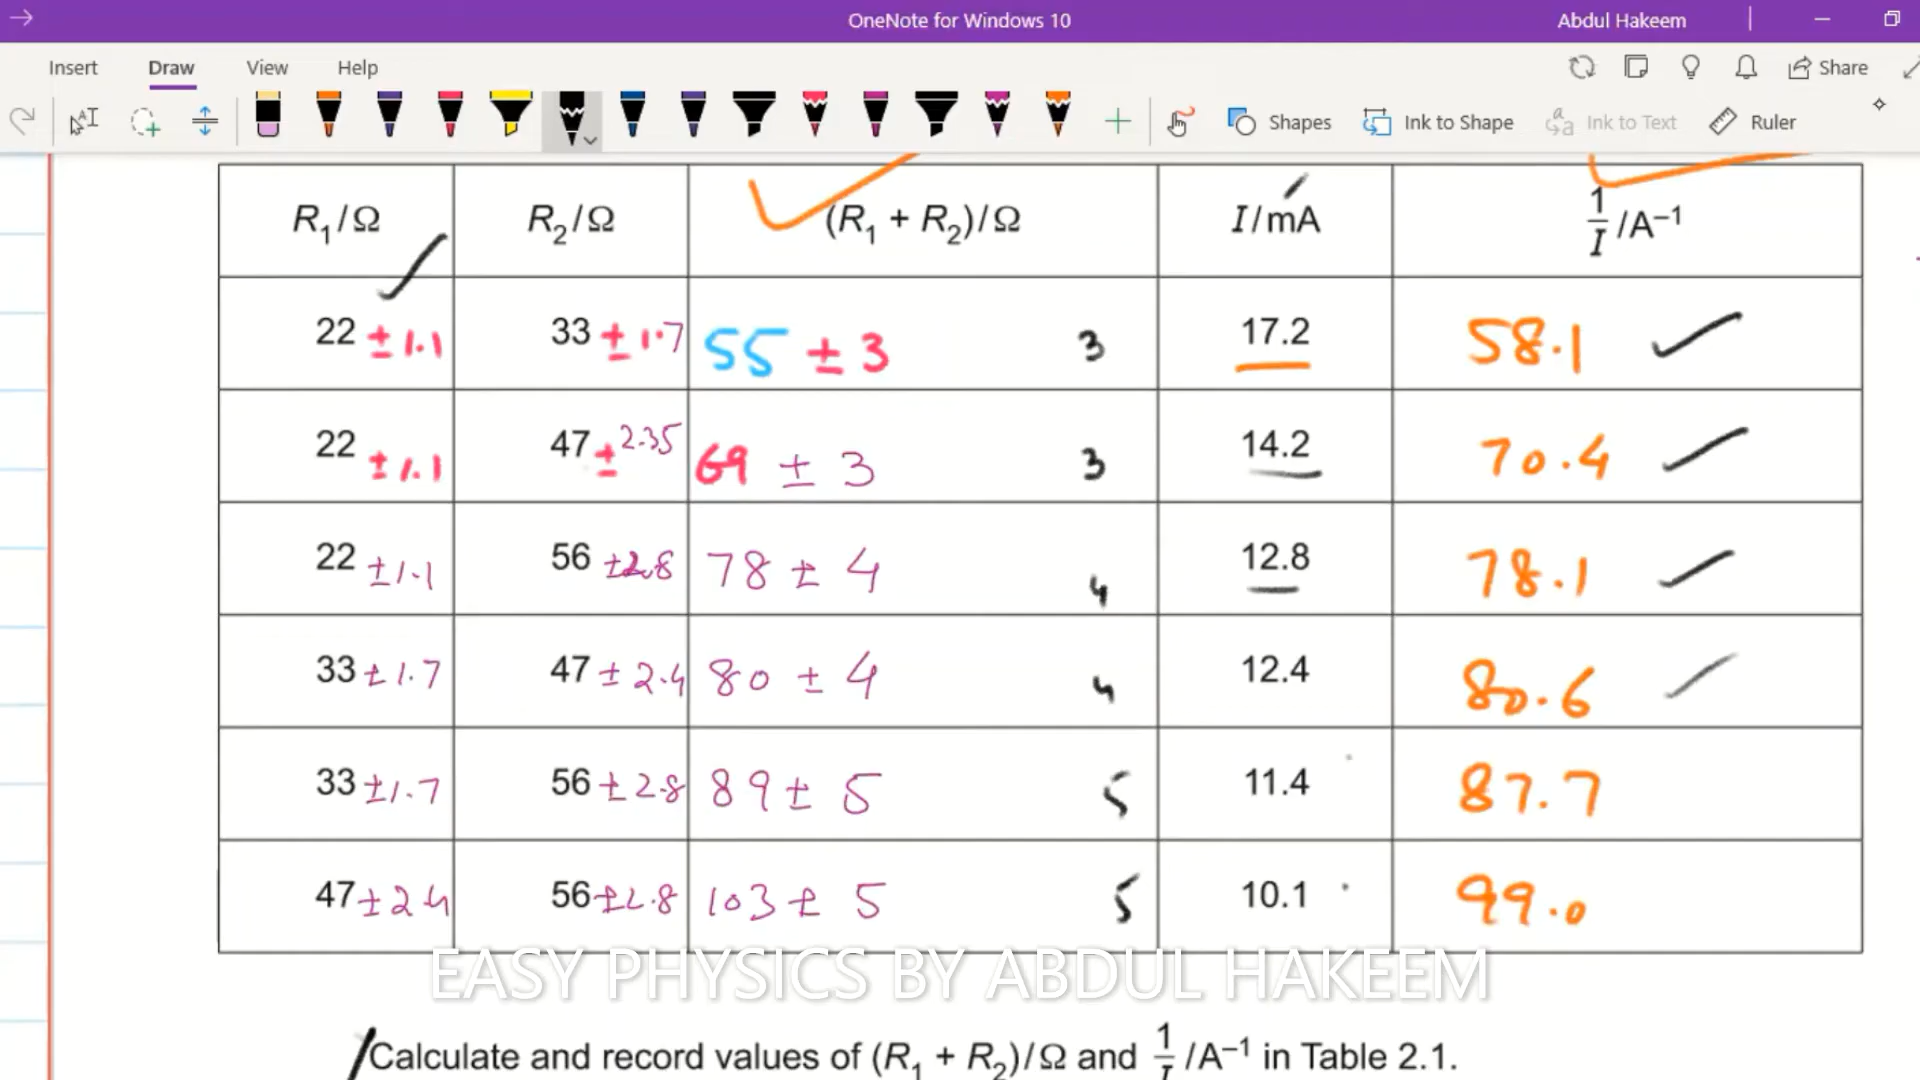 OneNote for Windows 10
Abdul Hakeem
Insert Draw View Help Share
Shapes Ink to Shape Ink to Text Ruler
R₁/Ω R₂/Ω (R₁ + R₂)/Ω I/mA 1/I /A⁻¹
22 ± 1.1 33 ± 1.7 55 ± 3 3 17.2 58.1
22 ± 1.1 47 ± 2.35 69 ± 3 3 14.2 70.4
22 ± 1.1 56 ± 2.8 78 ± 4 4 12.8 78.1
33 ± 1.7 47 ± 2.4 80 ± 4 4 12.4 80.6
33 ± 1.7 56 ± 2.8 89 ± 5 5 11.4 87.7
47 ± 2.4 56 ± 2.8 103 ± 5 5 10.1 99.0
EASY PHYSICS BY ABDUL HAKEEM
Calculate and record values of (R₁ + R₂)/Ω and 1/I /A⁻¹ in Table 2.1.